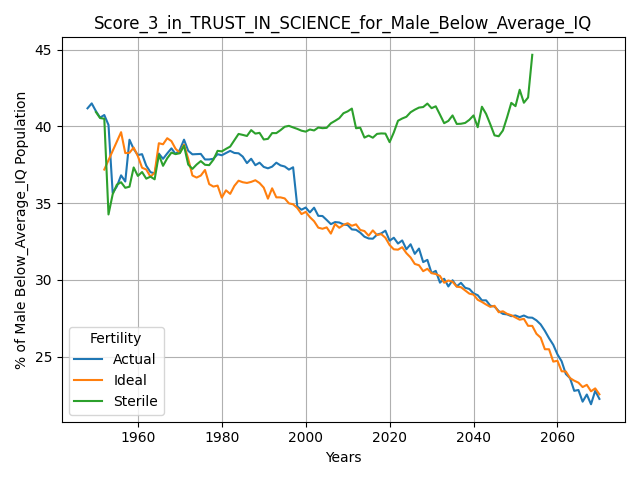 Score_3_in_TRUST_IN_SCIENCE_for_Male_Below_Average_IQ
% of Male Below_Average_IQ Population
45
40
35
30
25
Fertility
Actual
Ideal
Sterile
1960 1980 2000 2020 2040 2060
Years